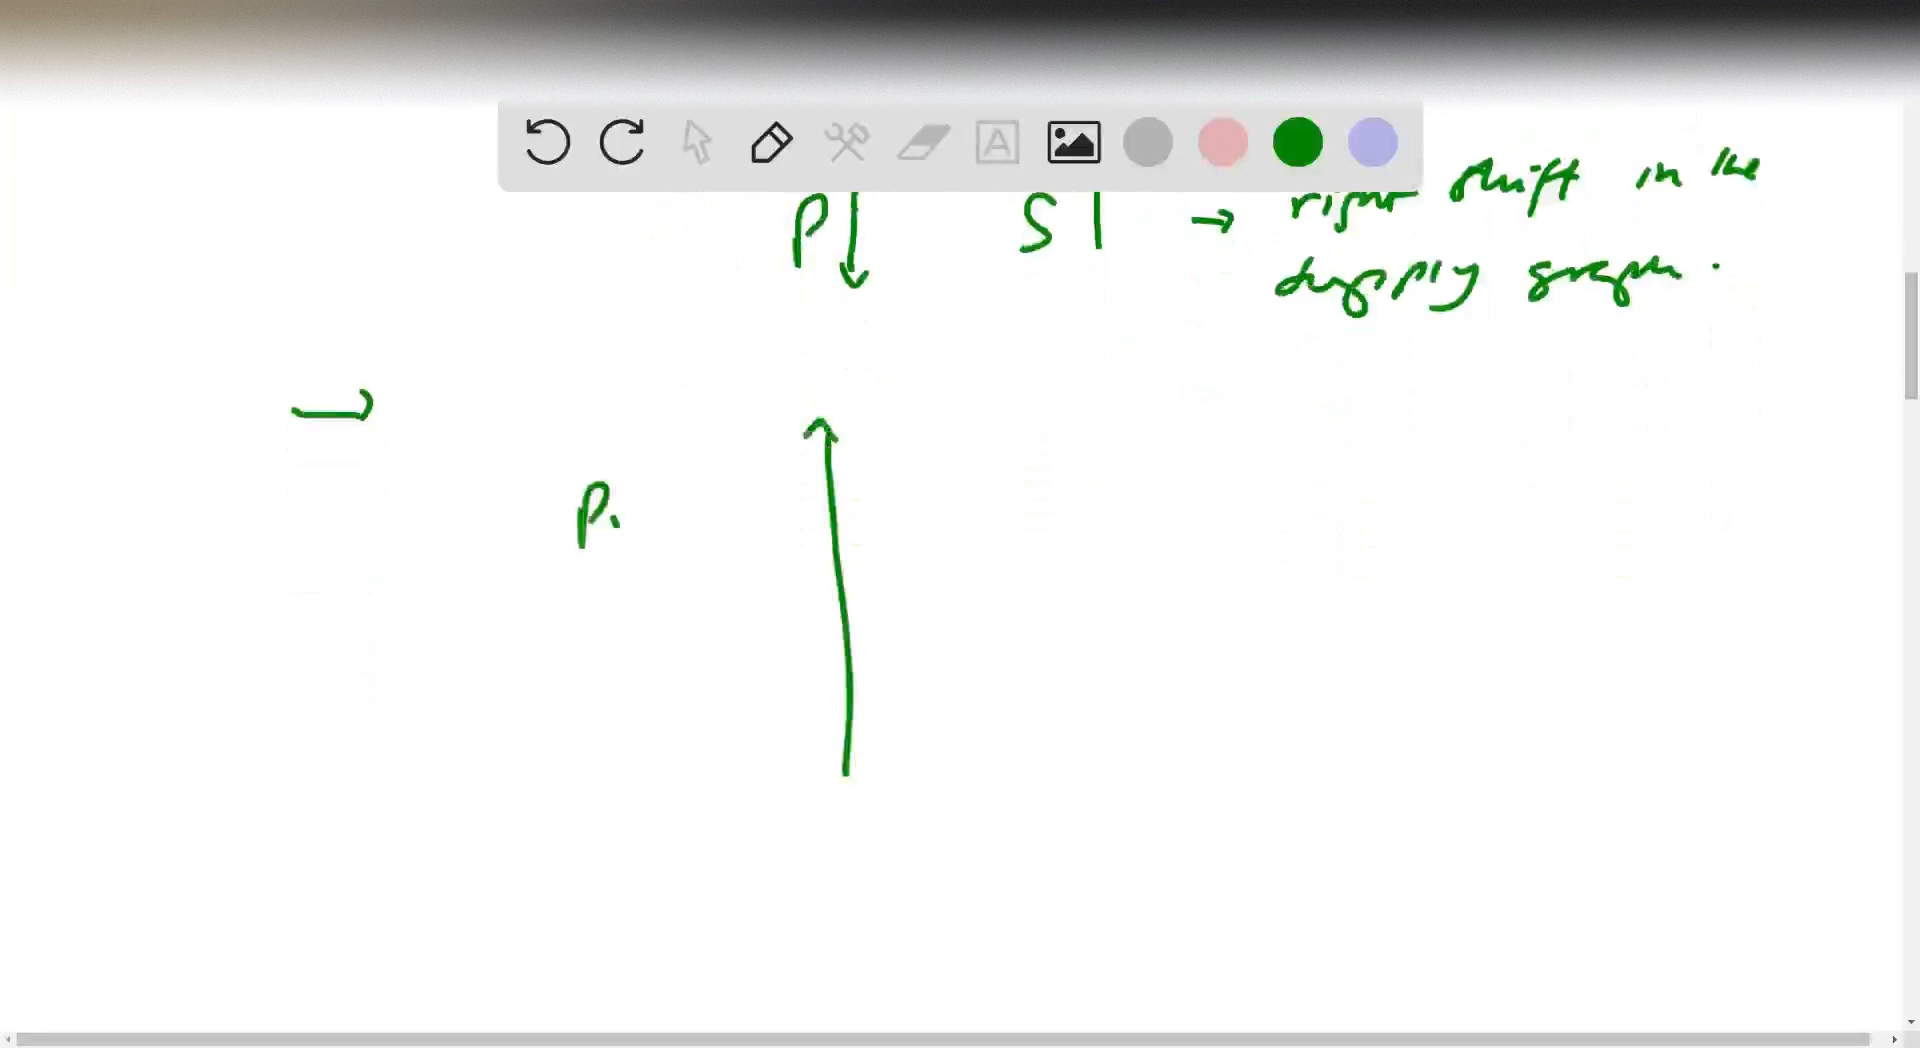 A
P ↓ S | → right shift in the
supply graph.
→
P.